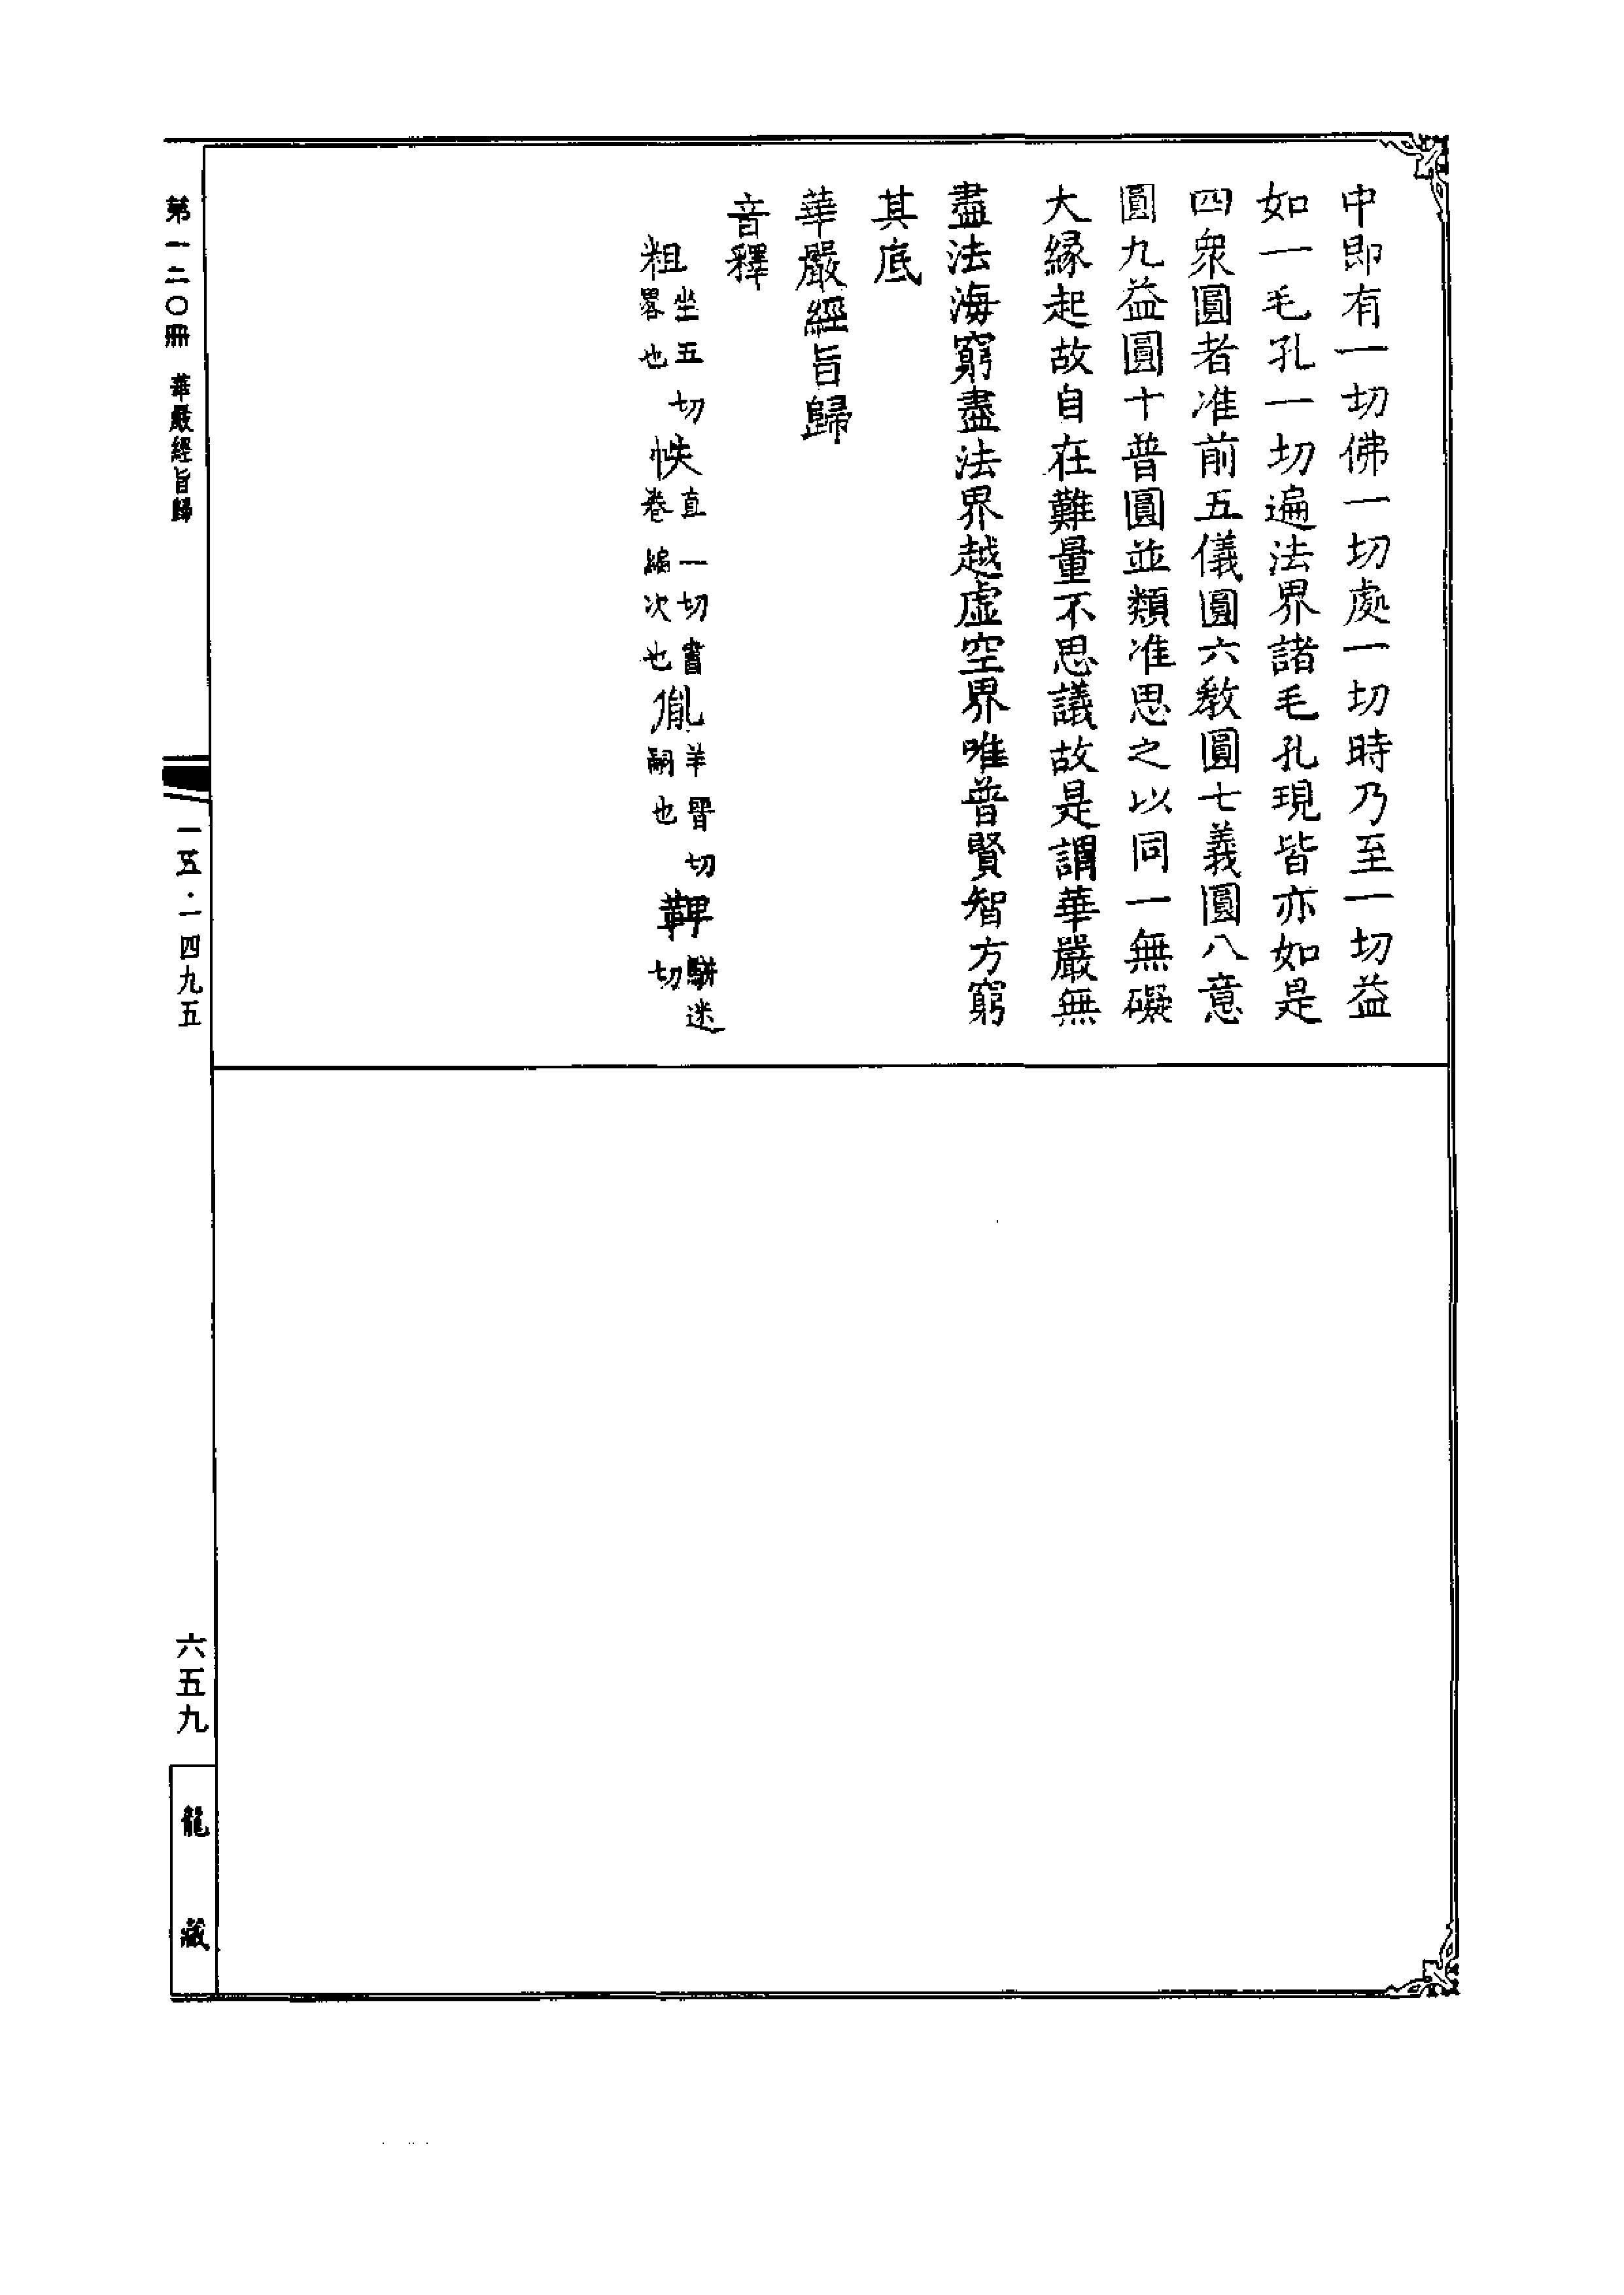 中即有一切佛一切處一切時乃至一切益
如一毛孔一切遍法界諸毛孔現皆亦如是
四衆圓者准前五儀圓六教圓七義圓八意
圓九益圓十普圓並類准思之以同一無礙
大緣起故自在難量不思議故是謂華嚴無
盡法海窮盡法界越虛空界唯普賢智方窮
其底
華嚴經旨歸
音釋
粗坐五切畧也 帙直一切書卷編次也 胤羊晉切嗣也 鞞駢迷切
第一二〇冊 華嚴經旨歸
一五·一四九五
六五九
龍藏